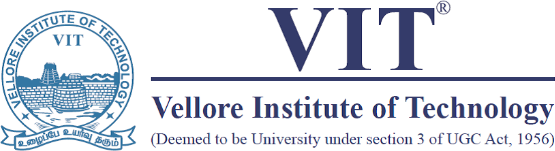 VELLORE INSTITUTE OF TECHNOLOGY
VIT
உழைப்பே உயர்வு தரும்
VIT®
Vellore Institute of Technology
(Deemed to be University under section 3 of UGC Act, 1956)